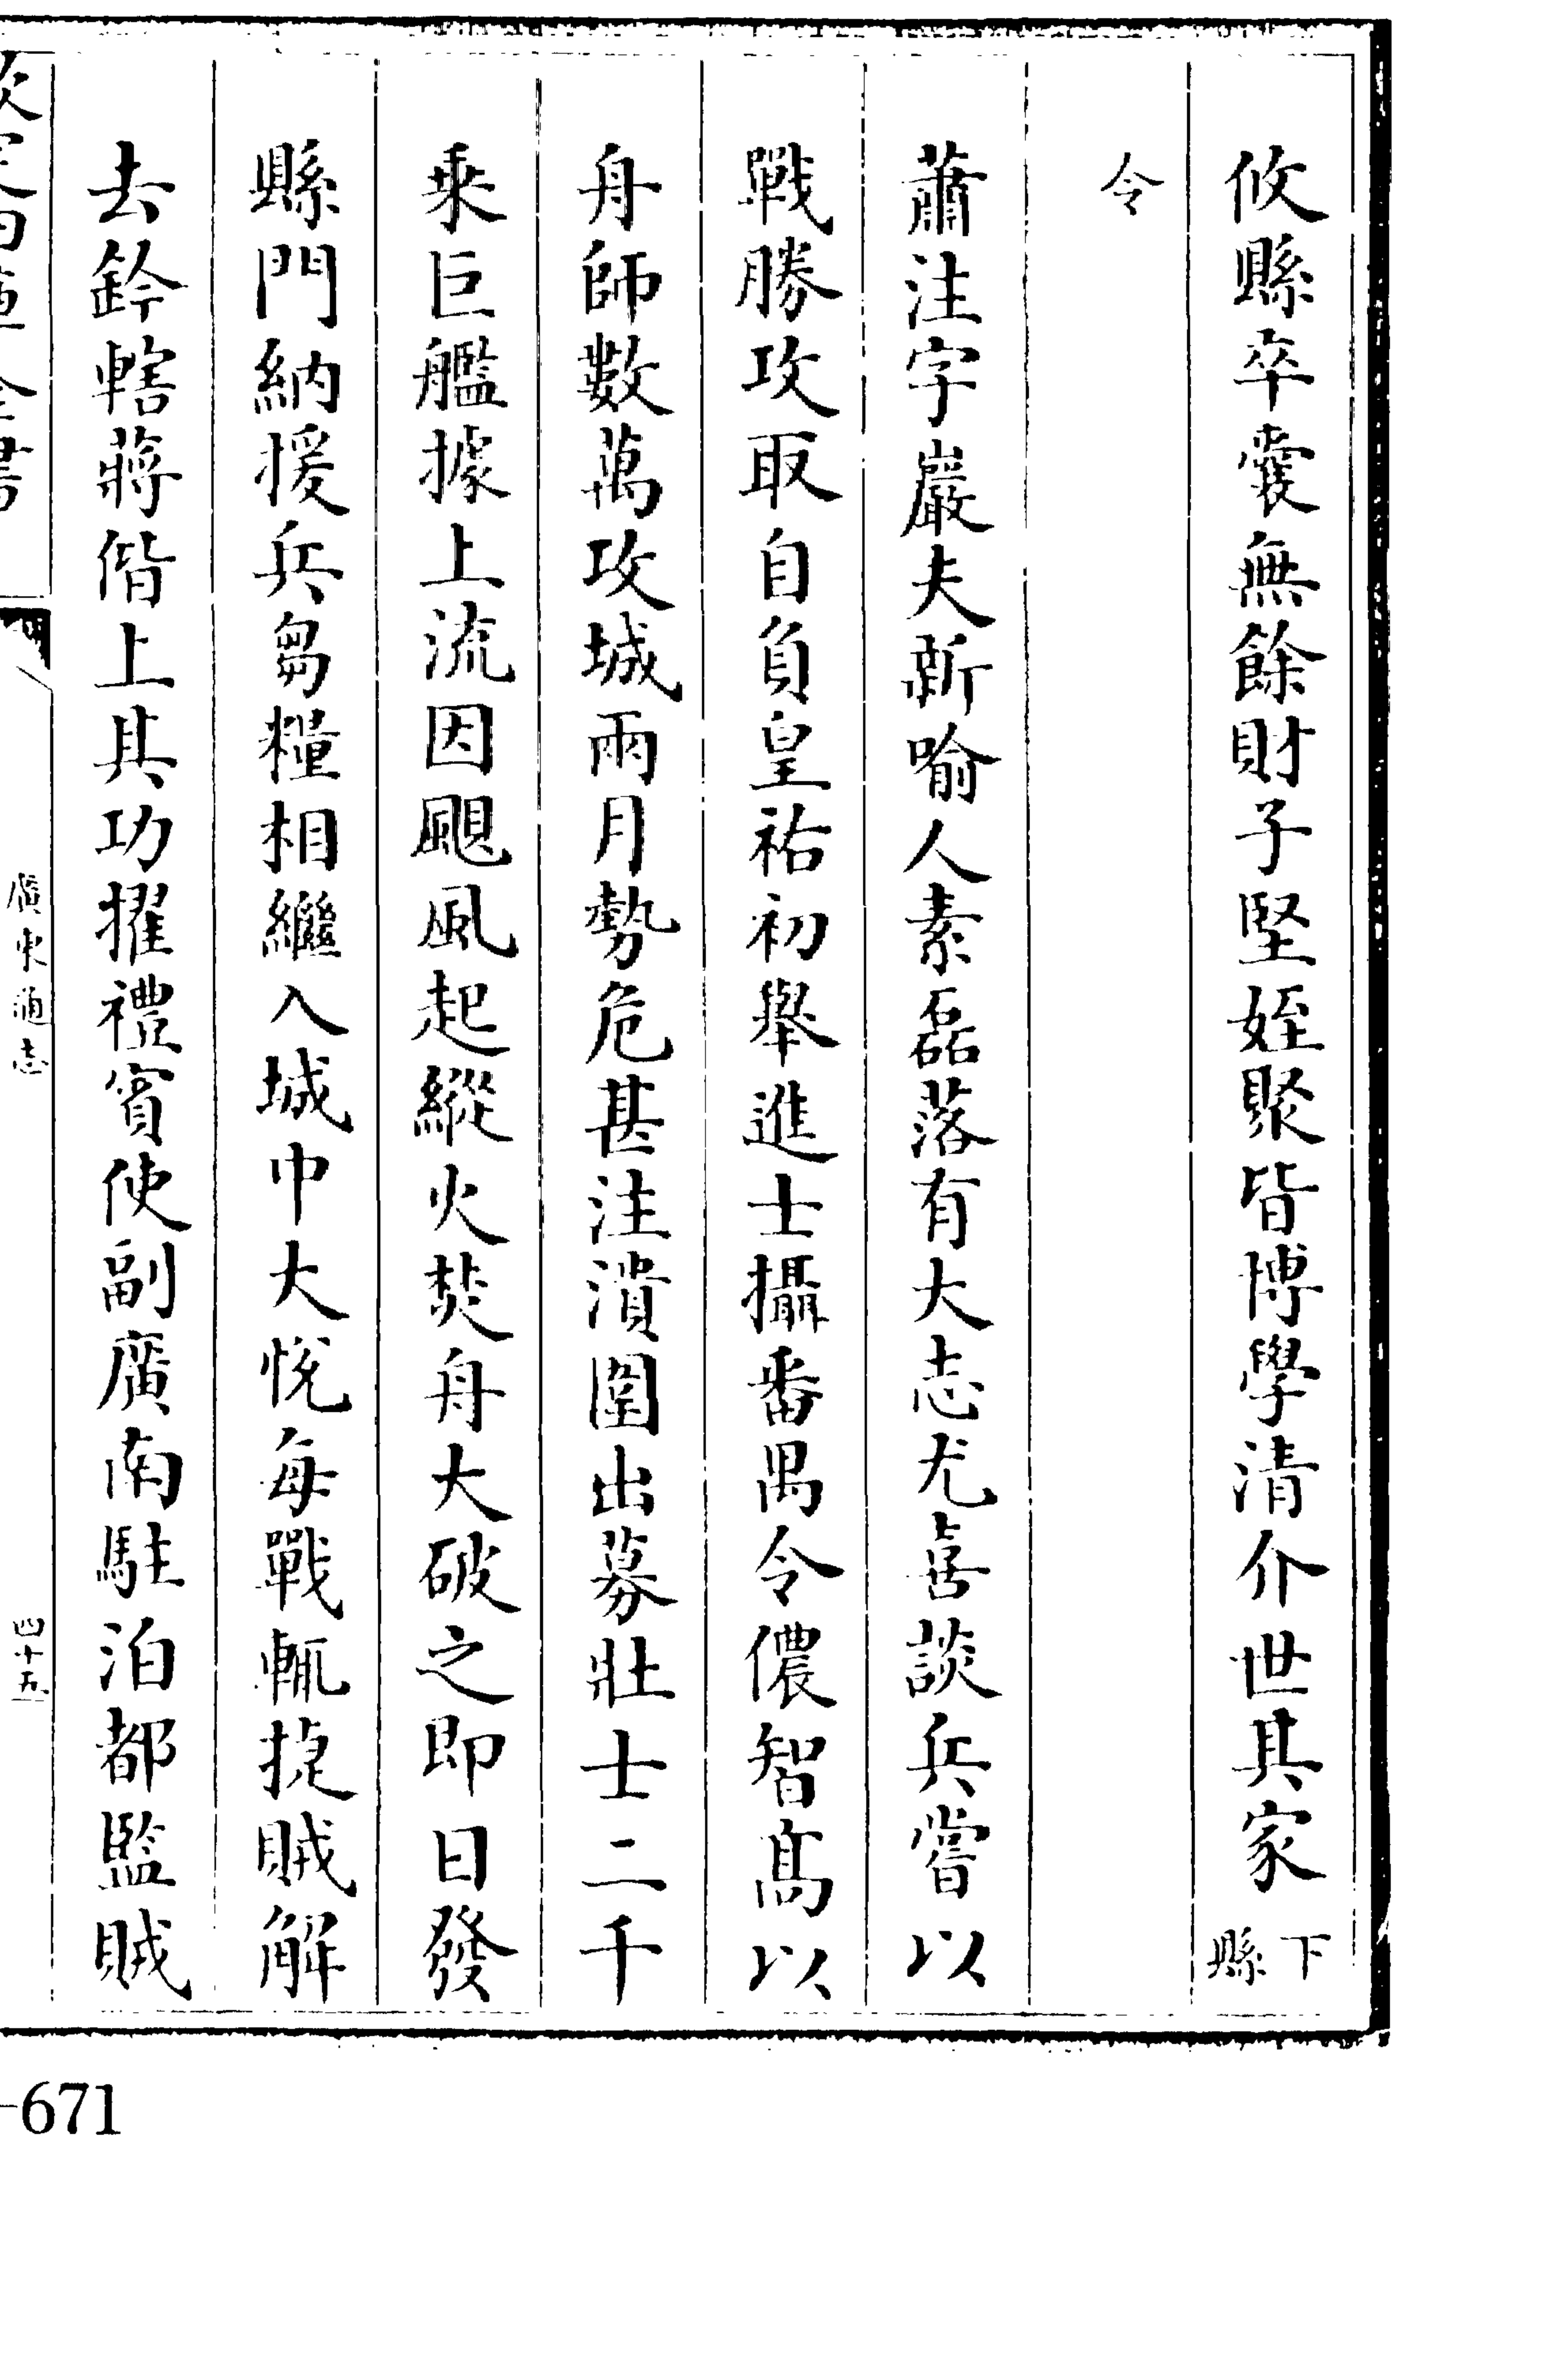 攸縣卒囊無餘財子堅姪聚皆博學清介世其家下縣
令
蕭注字巖夫新喻人素磊落有大志尤喜談兵嘗以
戰勝攻取自負皇祐初舉進士攝番禺令儂智髙以
舟師數萬攻城兩月勢危甚注潰圍出募壯士二千
乘巨艦據上流因颶風起縱火焚舟大破之即日發
縣門納援兵芻糧相繼入城中大悅每戰輒捷賊解
去鈐轄蔣偕上其功擢禮賓使副廣南駐泊都監賊
廣東通志
四十五
671